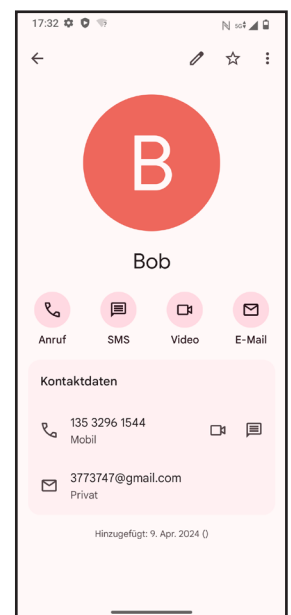 17:32
5G
B
Bob
Anruf SMS Video E-Mail
Kontaktdaten
135 3296 1544
Mobil
3773747@gmail.com
Privat
Hinzugefügt: 9. Apr. 2024 ()